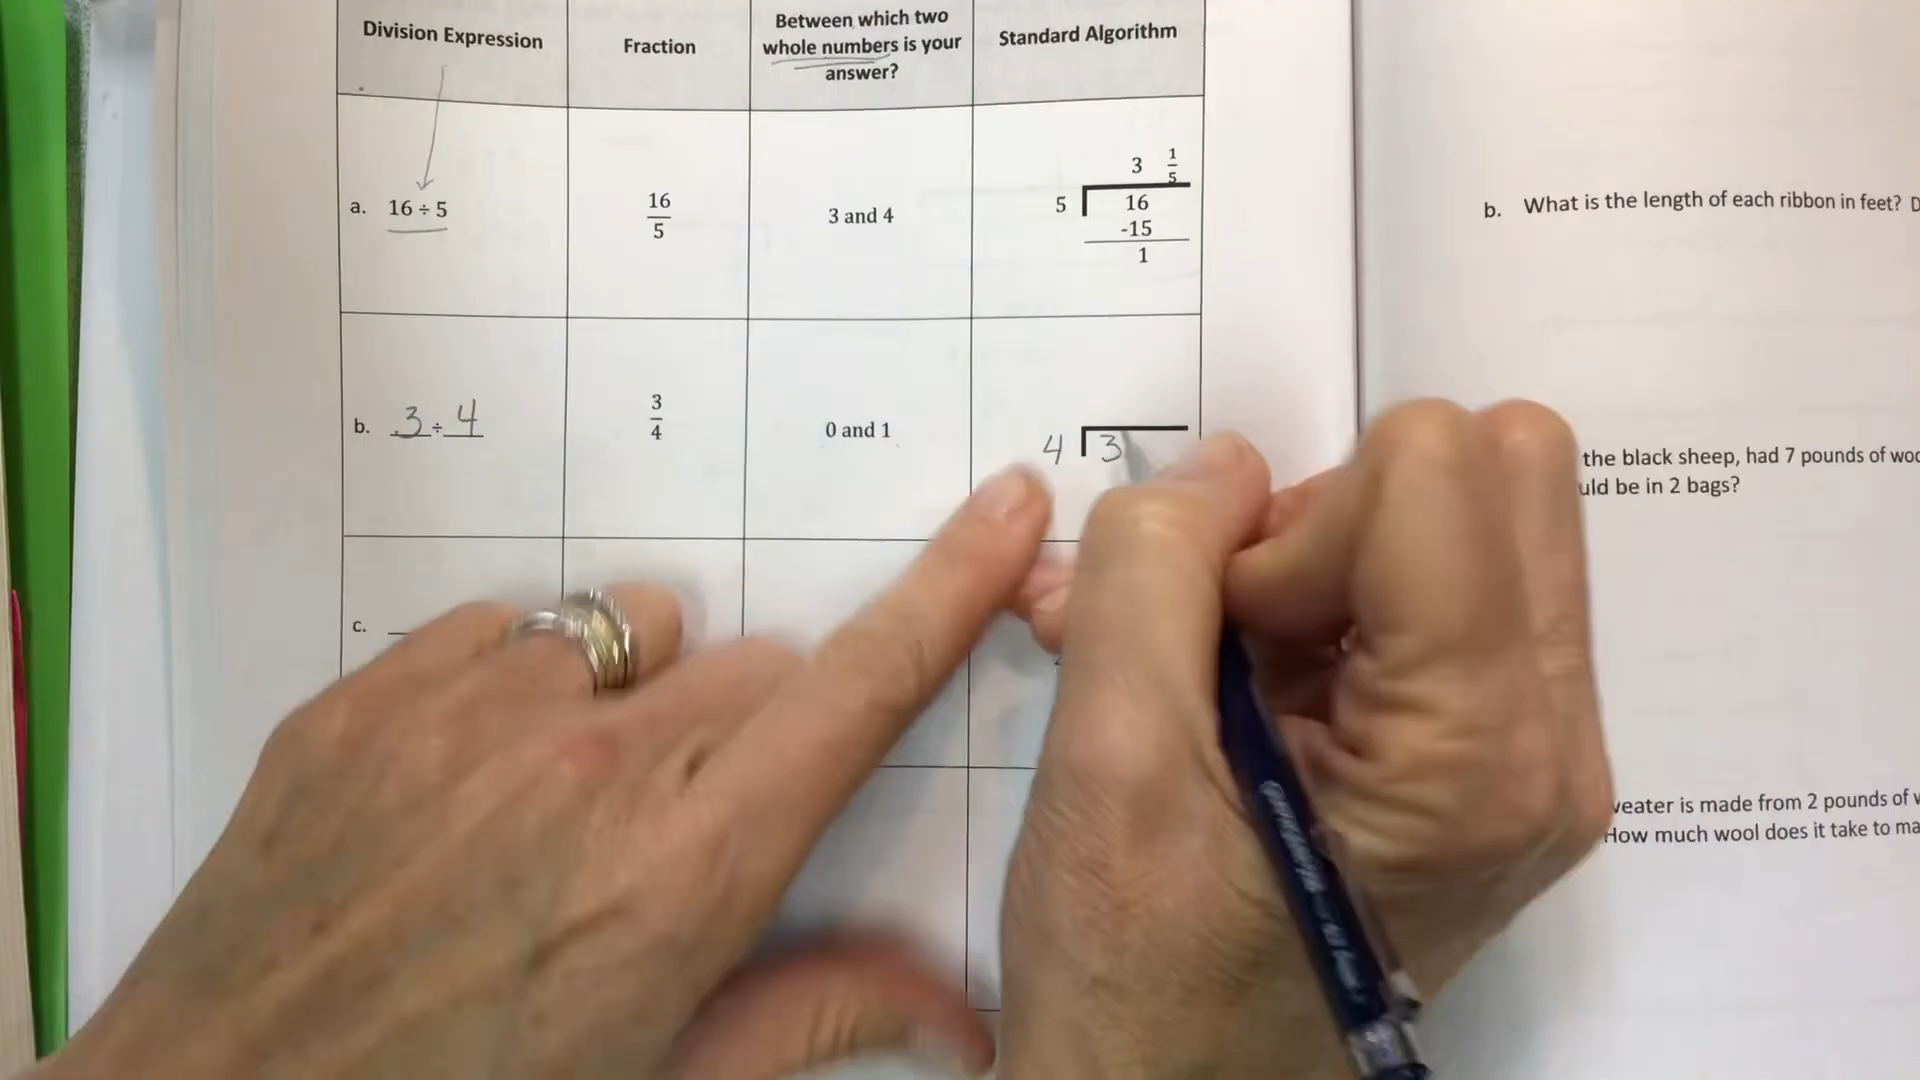 Division Expression
Fraction
Between which two
whole numbers is your
answer?
Standard Algorithm
a. 16 ÷ 5
16
5
3 and 4
3 1
5
5 16
-15
1
b. 3 ÷ 4
3
4
0 and 1
4 3
c.
b. What is the length of each ribbon in feet?
the black sheep, had 7 pounds of
be in 2 bags?
is made from 2 pounds of
How much wool does it take to